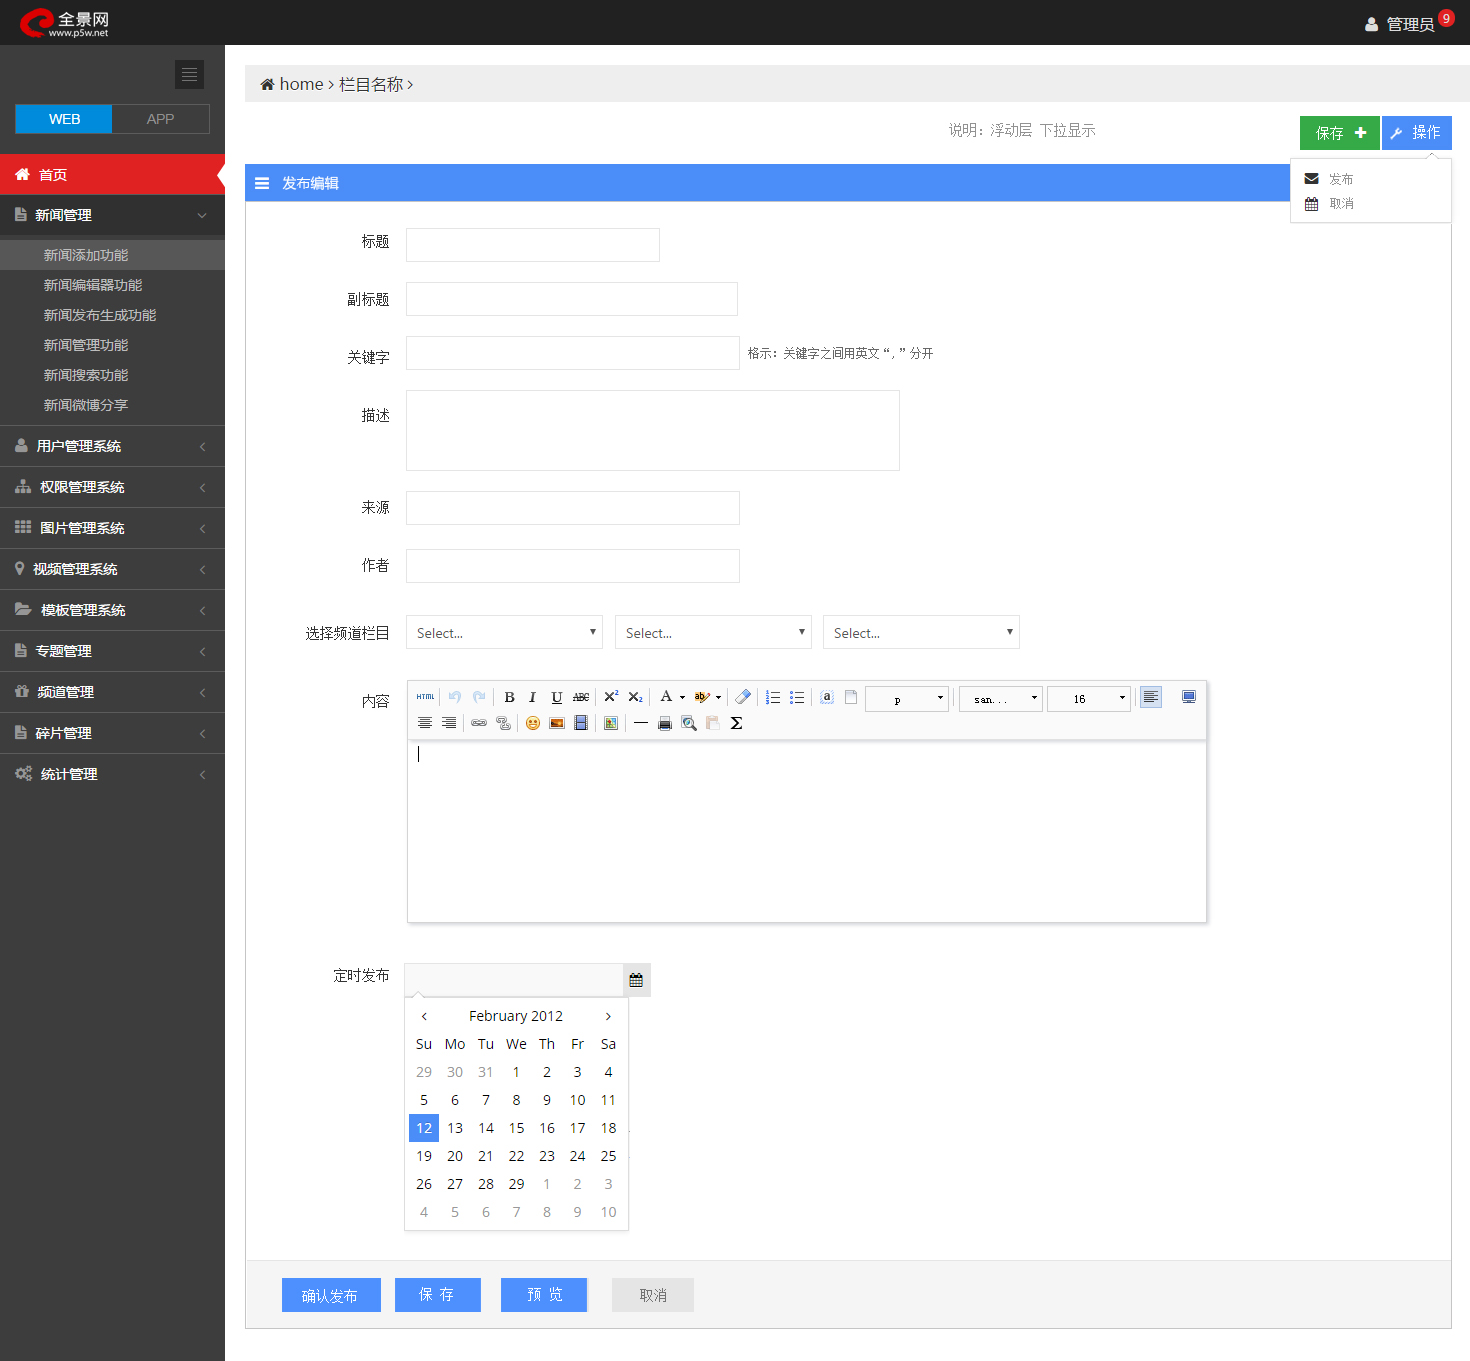 全景网
www.p5w.net
管理员 9
home > 栏目名称 >
WEB APP
说明：浮动层 下拉显示
保存 操作
发布
取消
首页
新闻管理
新闻添加功能
新闻编辑器功能
新闻发布生成功能
新闻管理功能
新闻搜索功能
新闻微博分享
用户管理系统
权限管理系统
图片管理系统
视频管理系统
模板管理系统
专题管理
频道管理
碎片管理
统计管理
发布编辑
标题
副标题
关键字 格示：关键字之间用英文“，”分开
描述
来源
作者
选择频道栏目 Select... Select... Select...
内容
HTML B I U ABC X² X₂ A ab a p san... 16
Σ
定时发布
February 2012
Su Mo Tu We Th Fr Sa
29 30 31 1 2 3 4
5 6 7 8 9 10 11
12 13 14 15 16 17 18
19 20 21 22 23 24 25
26 27 28 29 1 2 3
4 5 6 7 8 9 10
确认发布 保 存 预 览 取消